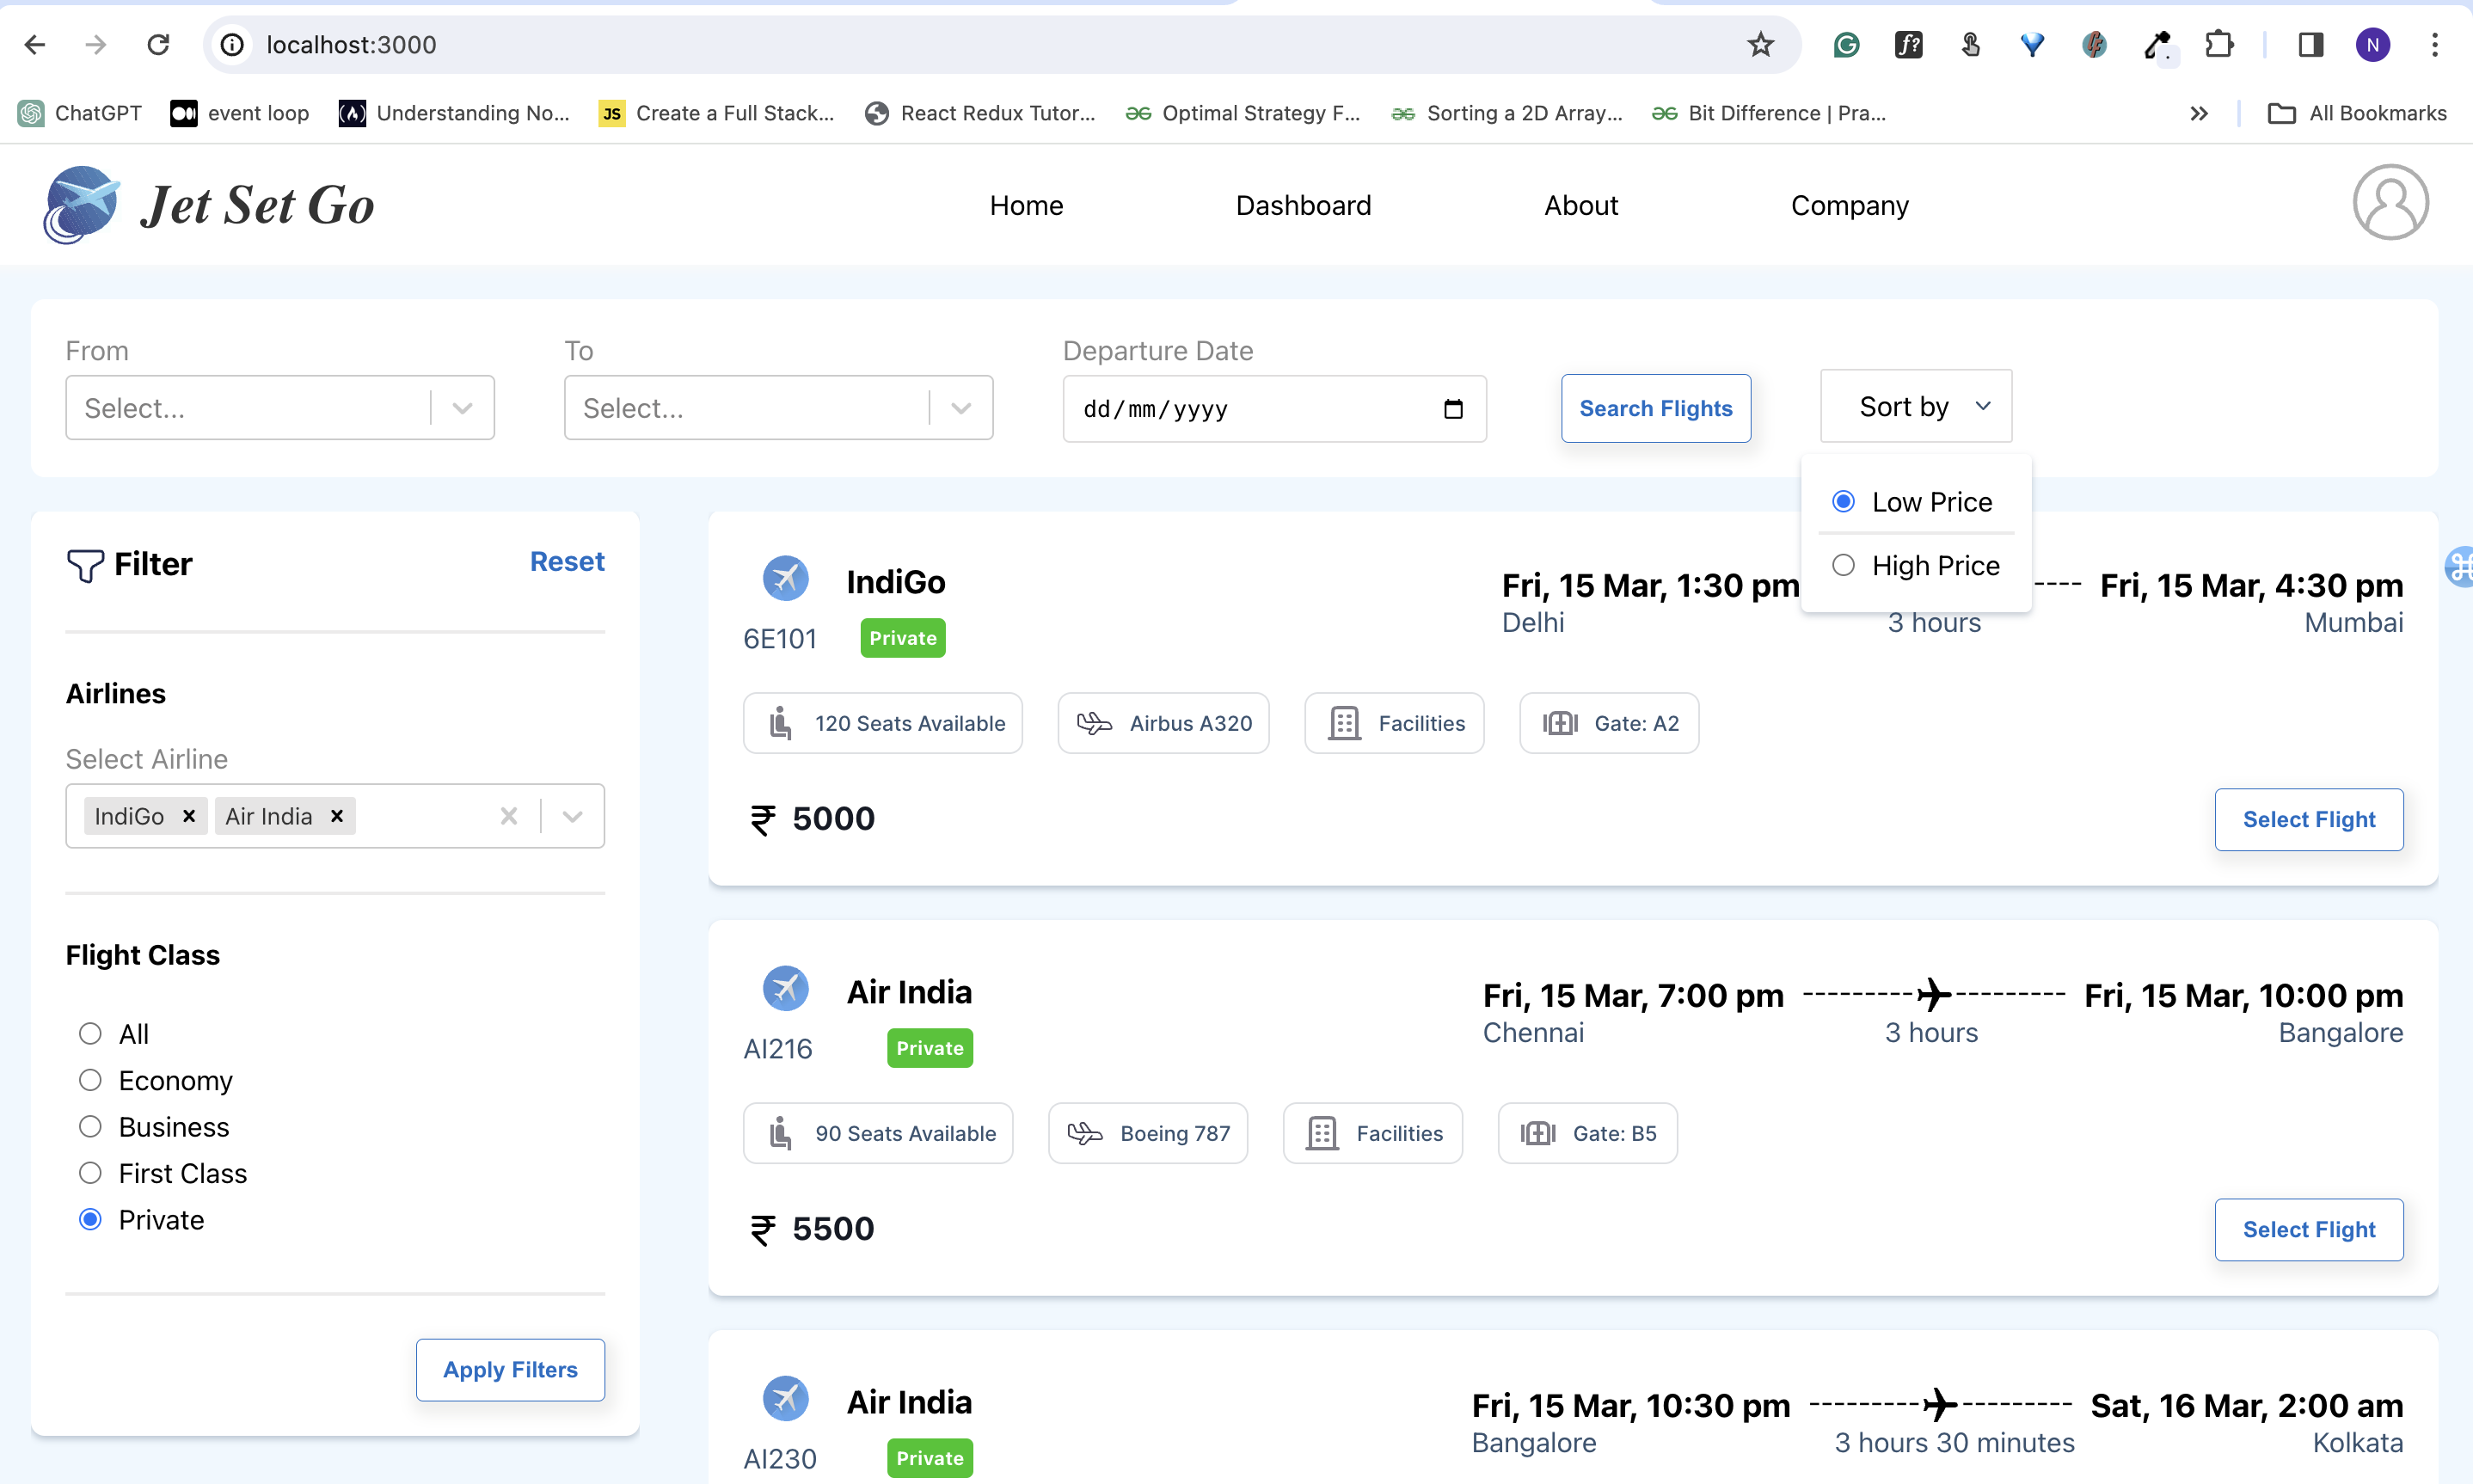 localhost:3000
N
ChatGPT
event loop
Understanding No...
JS Create a Full Stack...
React Redux Tutor...
Optimal Strategy F...
Sorting a 2D Array...
Bit Difference | Pra...
All Bookmarks
Jet Set Go
Home
Dashboard
About
Company
From
Select...
To
Select...
Departure Date
dd/mm/yyyy
Search Flights
Sort by
Low Price
High Price
Filter
Reset
Airlines
Select Airline
IndiGo
Air India
Flight Class
All
Economy
Business
First Class
Private
Apply Filters
IndiGo
6E101
Private
Fri, 15 Mar, 1:30 pm
Delhi
3 hours
Fri, 15 Mar, 4:30 pm
Mumbai
120 Seats Available
Airbus A320
Facilities
Gate: A2
₹ 5000
Select Flight
Air India
AI216
Private
Fri, 15 Mar, 7:00 pm
Chennai
3 hours
Fri, 15 Mar, 10:00 pm
Bangalore
90 Seats Available
Boeing 787
Facilities
Gate: B5
₹ 5500
Select Flight
Air India
AI230
Private
Fri, 15 Mar, 10:30 pm
Bangalore
3 hours 30 minutes
Sat, 16 Mar, 2:00 am
Kolkata